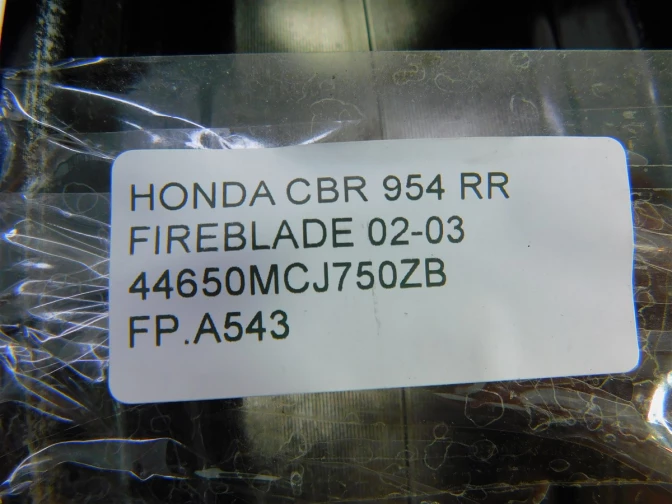 HONDA CBR 954 RR
FIREBLADE 02-03
44650MCJ750ZB
FP.A543